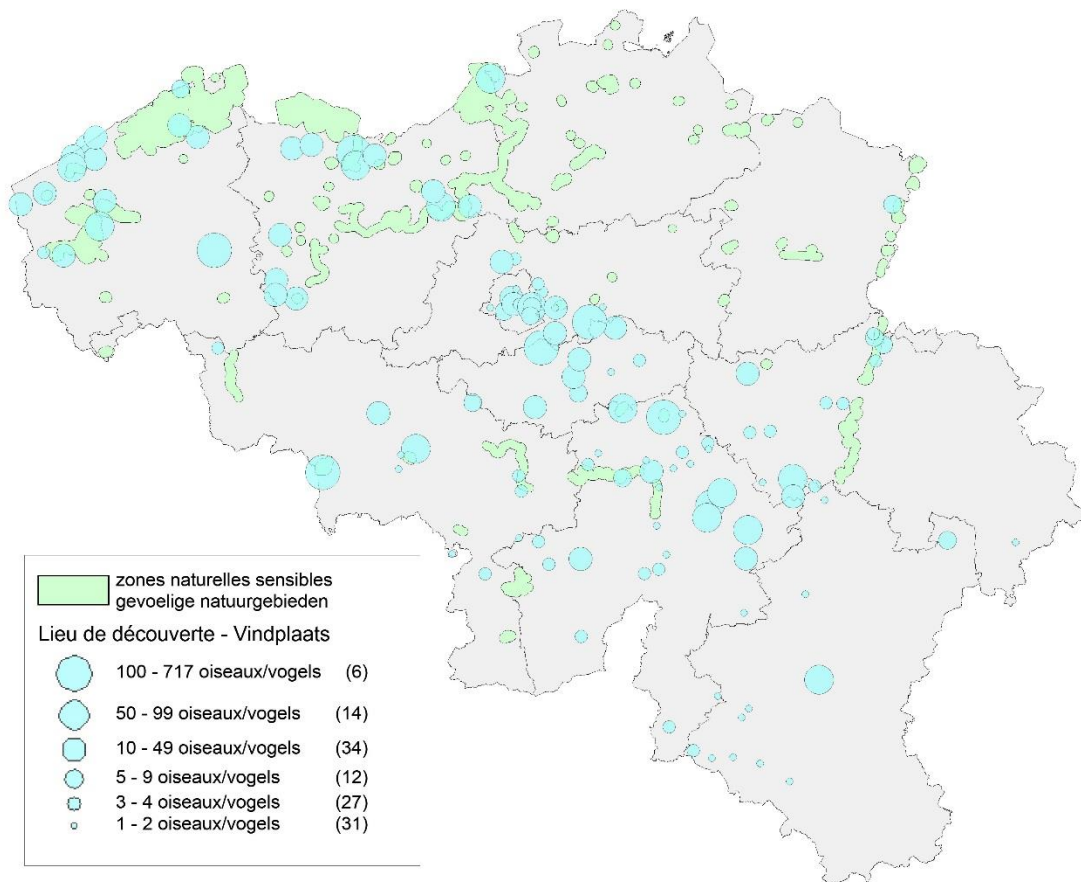 zones naturelles sensibles
gevoelige natuurgebieden
Lieu de découverte - Vindplaats
100 - 717 oiseaux/vogels (6)
50 - 99 oiseaux/vogels (14)
10 - 49 oiseaux/vogels (34)
5 - 9 oiseaux/vogels (12)
3 - 4 oiseaux/vogels (27)
1 - 2 oiseaux/vogels (31)